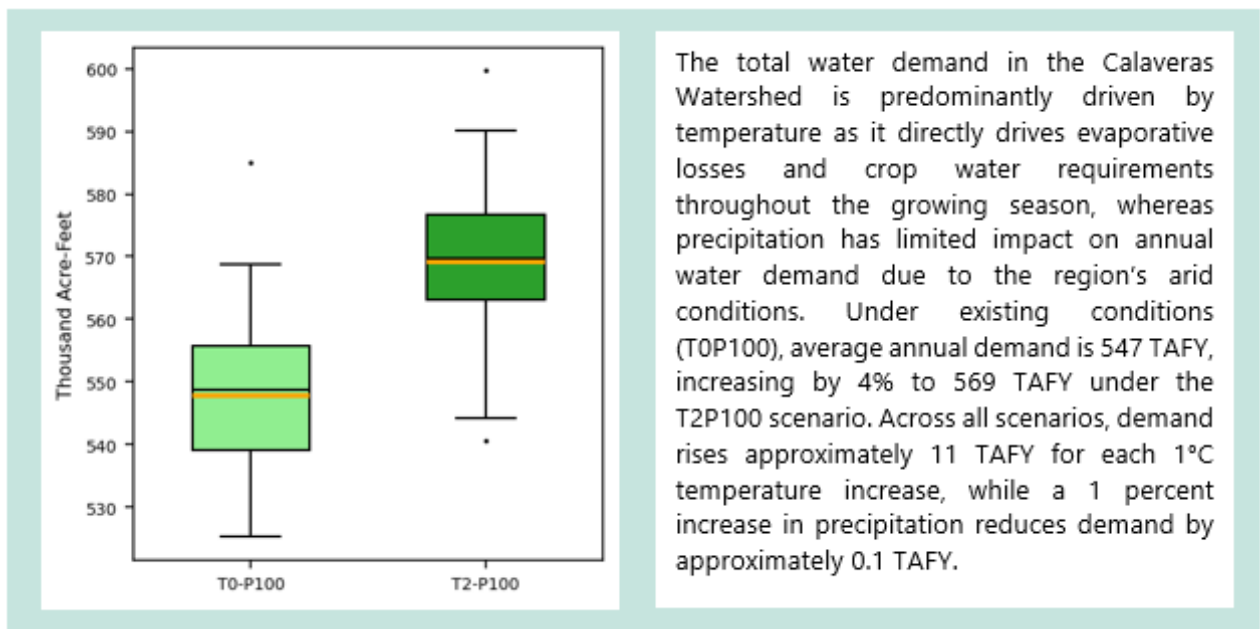 600
590
580
570
560
550
540
530
Thousand Acre-Feet
T0-P100
T2-P100
The total water demand in the Calaveras
Watershed is predominantly driven by
temperature as it directly drives evaporative
losses and crop water requirements
throughout the growing season, whereas
precipitation has limited impact on annual
water demand due to the region's arid
conditions. Under existing conditions
(T0P100), average annual demand is 547 TAFY,
increasing by 4% to 569 TAFY under the
T2P100 scenario. Across all scenarios, demand
rises approximately 11 TAFY for each 1°C
temperature increase, while a 1 percent
increase in precipitation reduces demand by
approximately 0.1 TAFY.